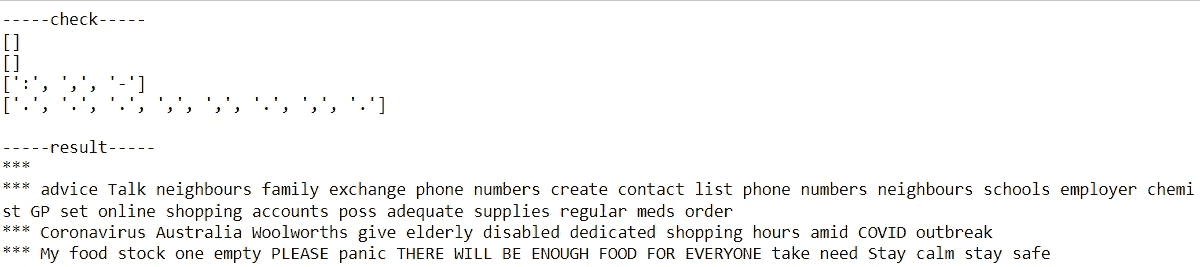 -----check-----
[]
[]
[':', ',', '-']
['.', '.', '.', ',', ',', '.', ',', '.']
-----result-----
***
*** advice Talk neighbours family exchange phone numbers create contact list phone numbers neighbours schools employer chemi
st GP set online shopping accounts poss adequate supplies regular meds order
*** Coronavirus Australia Woolworths give elderly disabled dedicated shopping hours amid COVID outbreak
*** My food stock one empty PLEASE panic THERE WILL BE ENOUGH FOOD FOR EVERYONE take need Stay calm stay safe